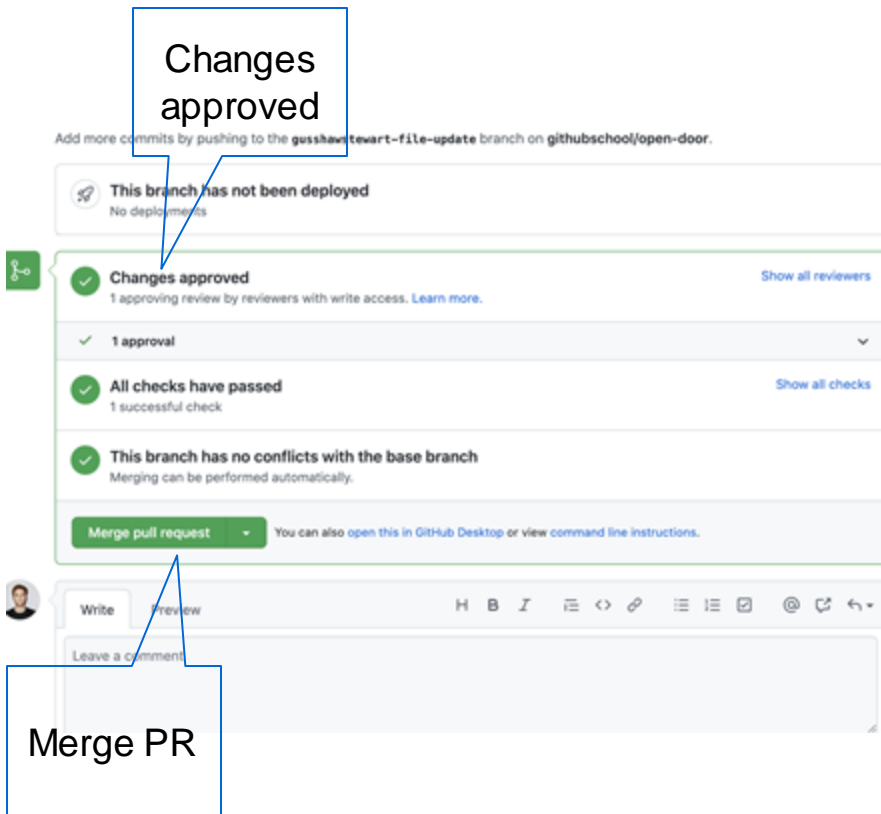 Changes
approved
Add more commits by pushing to the gusshawstewart-file-update branch on githubschool/open-door.
This branch has not been deployed
No deployments
Changes approved
Show all reviewers
1 approving review by reviewers with write access. Learn more.
1 approval
All checks have passed
Show all checks
1 successful check
This branch has no conflicts with the base branch
Merging can be performed automatically.
Merge pull request
You can also open this in GitHub Desktop or view command line instructions.
Write
Preview
H B I
Leave a comment
Merge PR